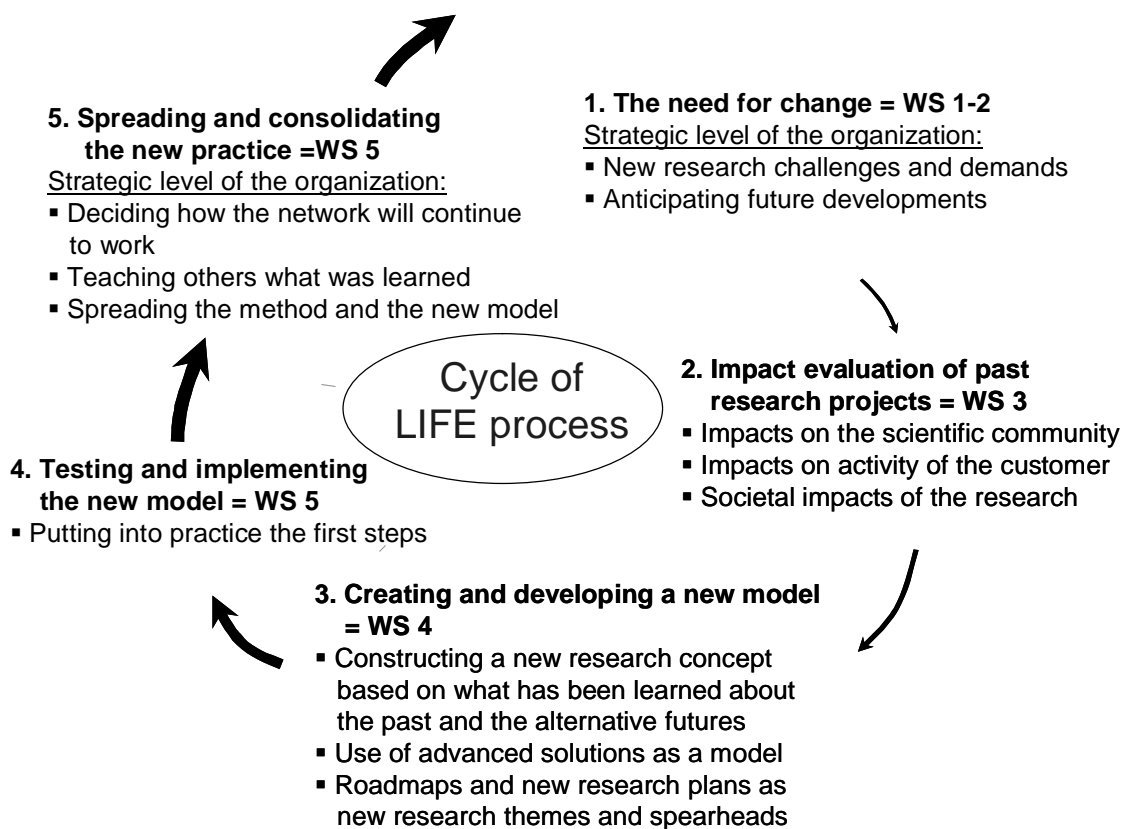 1. The need for change = WS 1-2
Strategic level of the organization:
▪ New research challenges and demands
▪ Anticipating future developments
2. Impact evaluation of past
research projects = WS 3
▪ Impacts on the scientific community
▪ Impacts on activity of the customer
▪ Societal impacts of the research
3. Creating and developing a new model
= WS 4
▪ Constructing a new research concept
based on what has been learned about
the past and the alternative futures
▪ Use of advanced solutions as a model
▪ Roadmaps and new research plans as
new research themes and spearheads
4. Testing and implementing
the new model = WS 5
▪ Putting into practice the first steps
5. Spreading and consolidating
the new practice =WS 5
Strategic level of the organization:
▪ Deciding how the network will continue
to work
▪ Teaching others what was learned
▪ Spreading the method and the new model
Cycle of
LIFE process